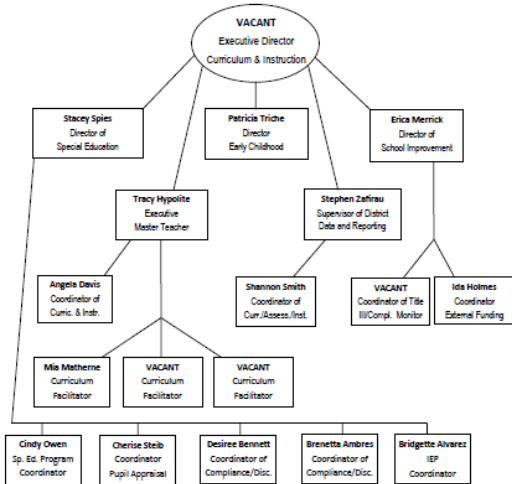 VACANT
Executive Director
Curriculum & Instruction
Stacey Spies
Director of
Special Education
Patricia Triche
Director
Early Childhood
Erica Merrick
Director of
School Improvement
Tracy Hypolite
Executive
Master Teacher
Stephen Zafirau
Supervisor of District
Data and Reporting
Angela Davis
Coordinator of
Curric. & Instr.
Shannon Smith
Coordinator of
Curr./Assess./Inst.
VACANT
Coordinator of Title
III/Compl. Monitor
Ida Holmes
Coordinator
External Funding
Mia Matherne
Curriculum
Facilitator
VACANT
Curriculum
Facilitator
VACANT
Curriculum
Facilitator
Cindy Owen
Sp. Ed. Program
Coordinator
Cherise Steib
Coordinator
Pupil Appraisal
Desiree Bennett
Coordinator of
Compliance/Disc.
Brenetta Ambres
Coordinator of
Compliance/Disc.
Bridgette Alvarez
IEP
Coordinator